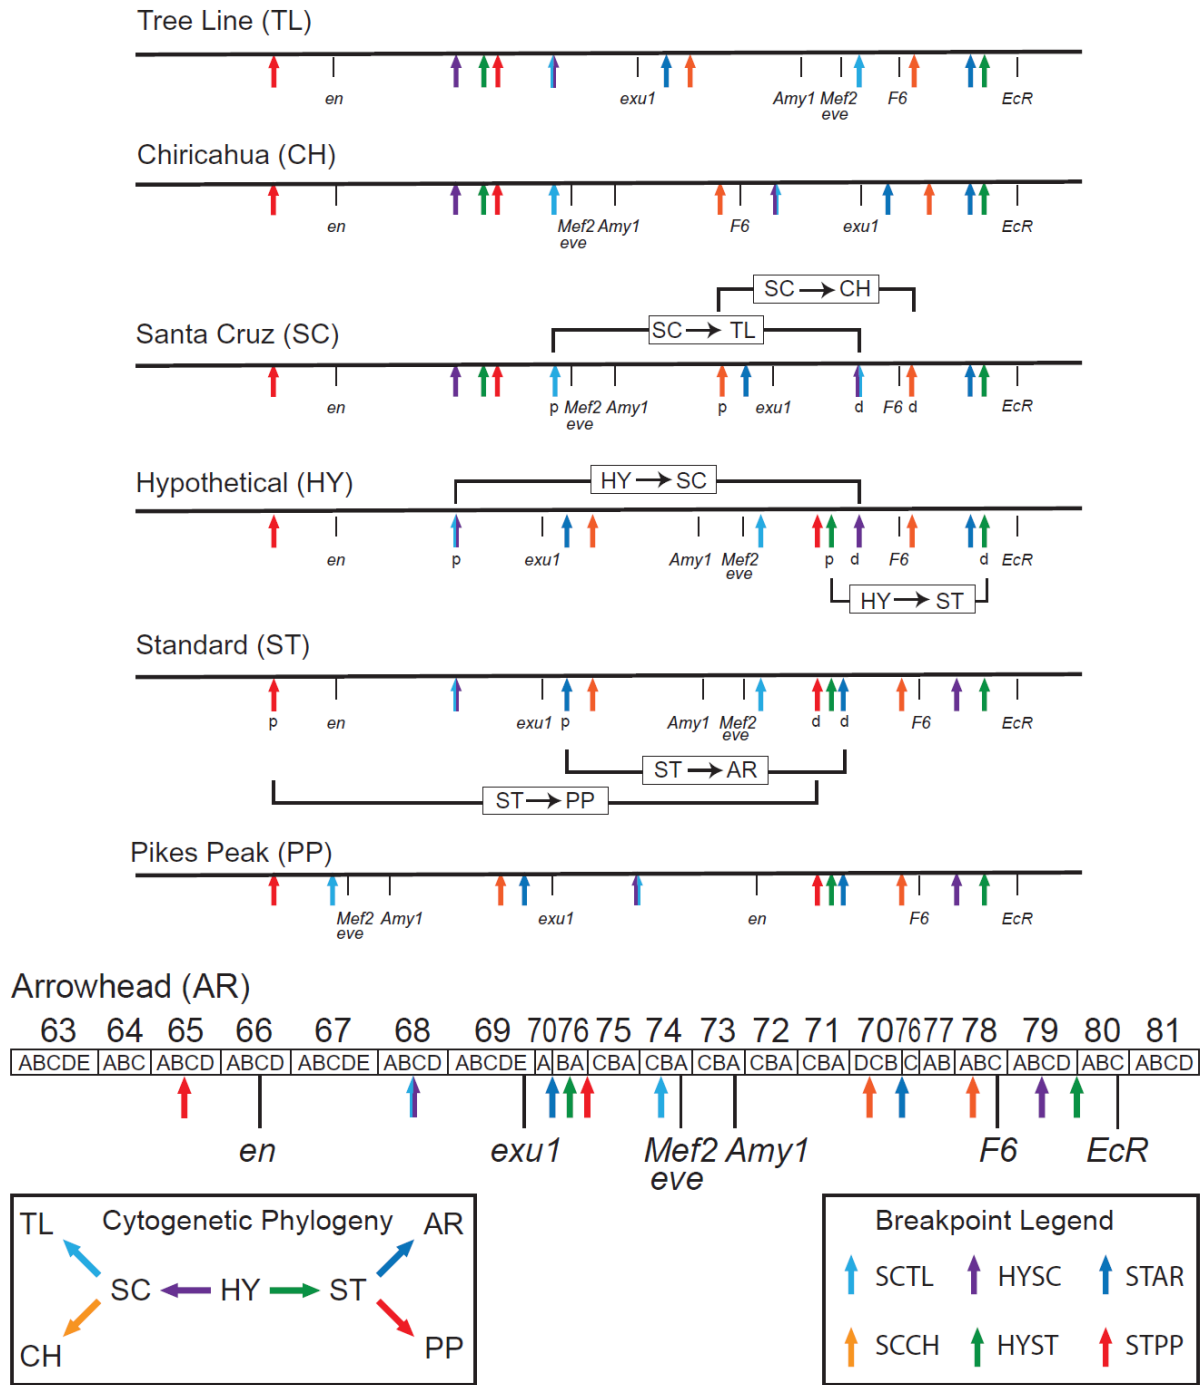 Tree Line (TL)
en exu1 Amy1 Mef2 F6 EcR
eve
Chiricahua (CH)
en Mef2 Amy1 F6 exu1 EcR
eve
SC → CH
Santa Cruz (SC)
SC → TL
en p Mef2 Amy1 p exu1 d F6 d EcR
eve
Hypothetical (HY)
HY → SC
en p exu1 Amy1 Mef2 p d F6 d EcR
eve
HY → ST
Standard (ST)
p en exu1 p Amy1 Mef2 d d F6 EcR
eve
ST → AR
ST → PP
Pikes Peak (PP)
Mef2 Amy1 exu1 en F6 EcR
eve
Arrowhead (AR)
63 64 65 66 67 68 69 70 76 75 74 73 72 71 70 76 77 78 79 80 81
ABCDE ABC ABCD ABCD ABCDE ABCD ABCDE A BA CBA CBA CBA CBA CBA DCB C AB ABC ABCD ABC ABCD
en exu1 Mef2 Amy1 F6 EcR
eve
Cytogenetic Phylogeny
TL AR
SC HY ST
CH PP
Breakpoint Legend
SCTL HYSC STAR
SCCH HYST STPP